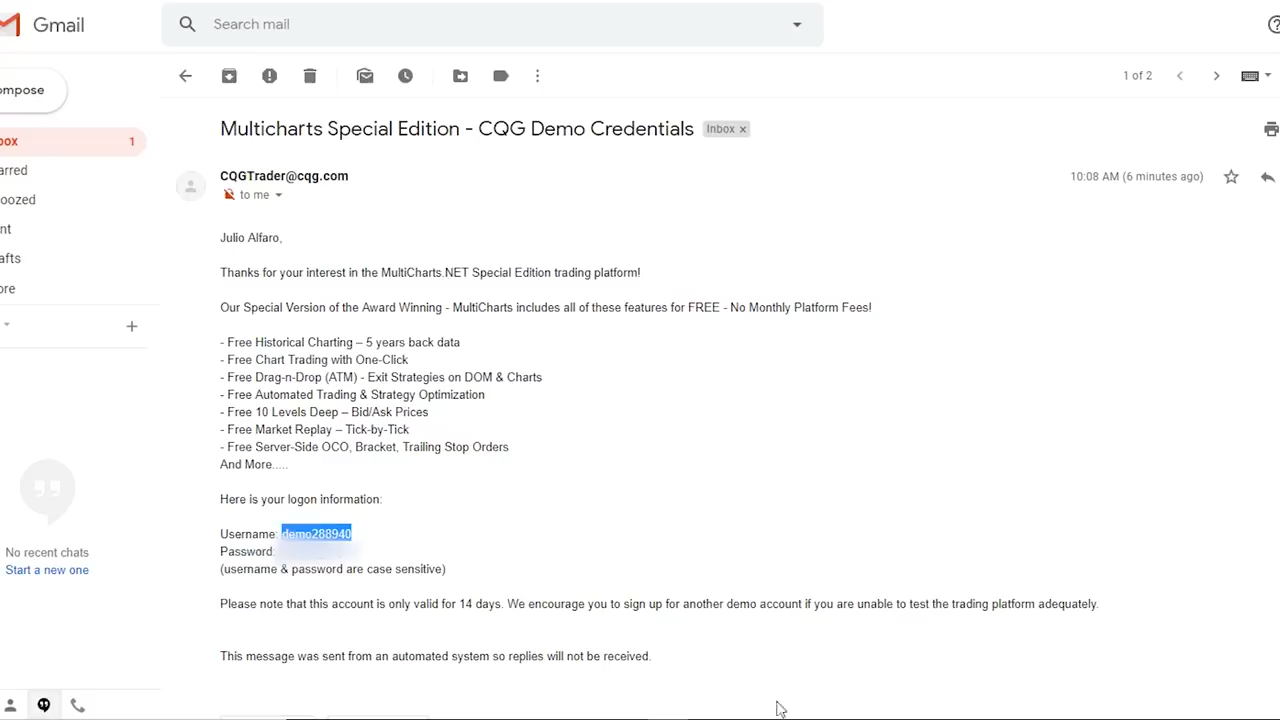 Gmail
Search mail
ompose
1 of 2
box 1
arred
oozed
nt
afts
ore
Multicharts Special Edition - CQG Demo Credentials Inbox ×
CQGTrader@cqg.com
10:08 AM (6 minutes ago)
to me
Julio Alfaro,
Thanks for your interest in the MultiCharts.NET Special Edition trading platform!
Our Special Version of the Award Winning - MultiCharts includes all of these features for FREE - No Monthly Platform Fees!
- Free Historical Charting – 5 years back data
- Free Chart Trading with One-Click
- Free Drag-n-Drop (ATM) - Exit Strategies on DOM & Charts
- Free Automated Trading & Strategy Optimization
- Free 10 Levels Deep – Bid/Ask Prices
- Free Market Replay – Tick-by-Tick
- Free Server-Side OCO, Bracket, Trailing Stop Orders
And More.....
Here is your logon information:
Username: demo288940
Password:
(username & password are case sensitive)
Please note that this account is only valid for 14 days. We encourage you to sign up for another demo account if you are unable to test the trading platform adequately.
This message was sent from an automated system so replies will not be received.
No recent chats
Start a new one